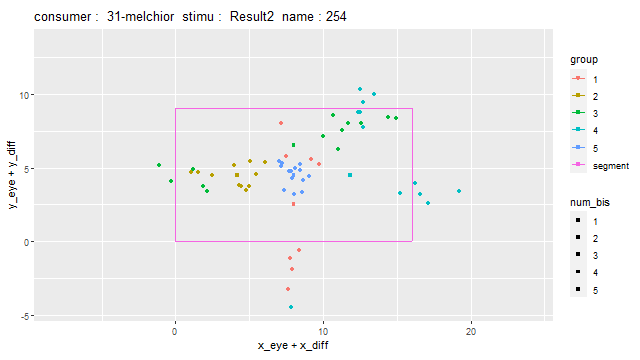 consumer :  31-melchior  stimu :  Result2  name : 254
y_eye + y_diff
10
5
0
-5
0
10
20
x_eye + x_diff
group
1
2
3
4
5
segment
num_bis
1
2
3
4
5